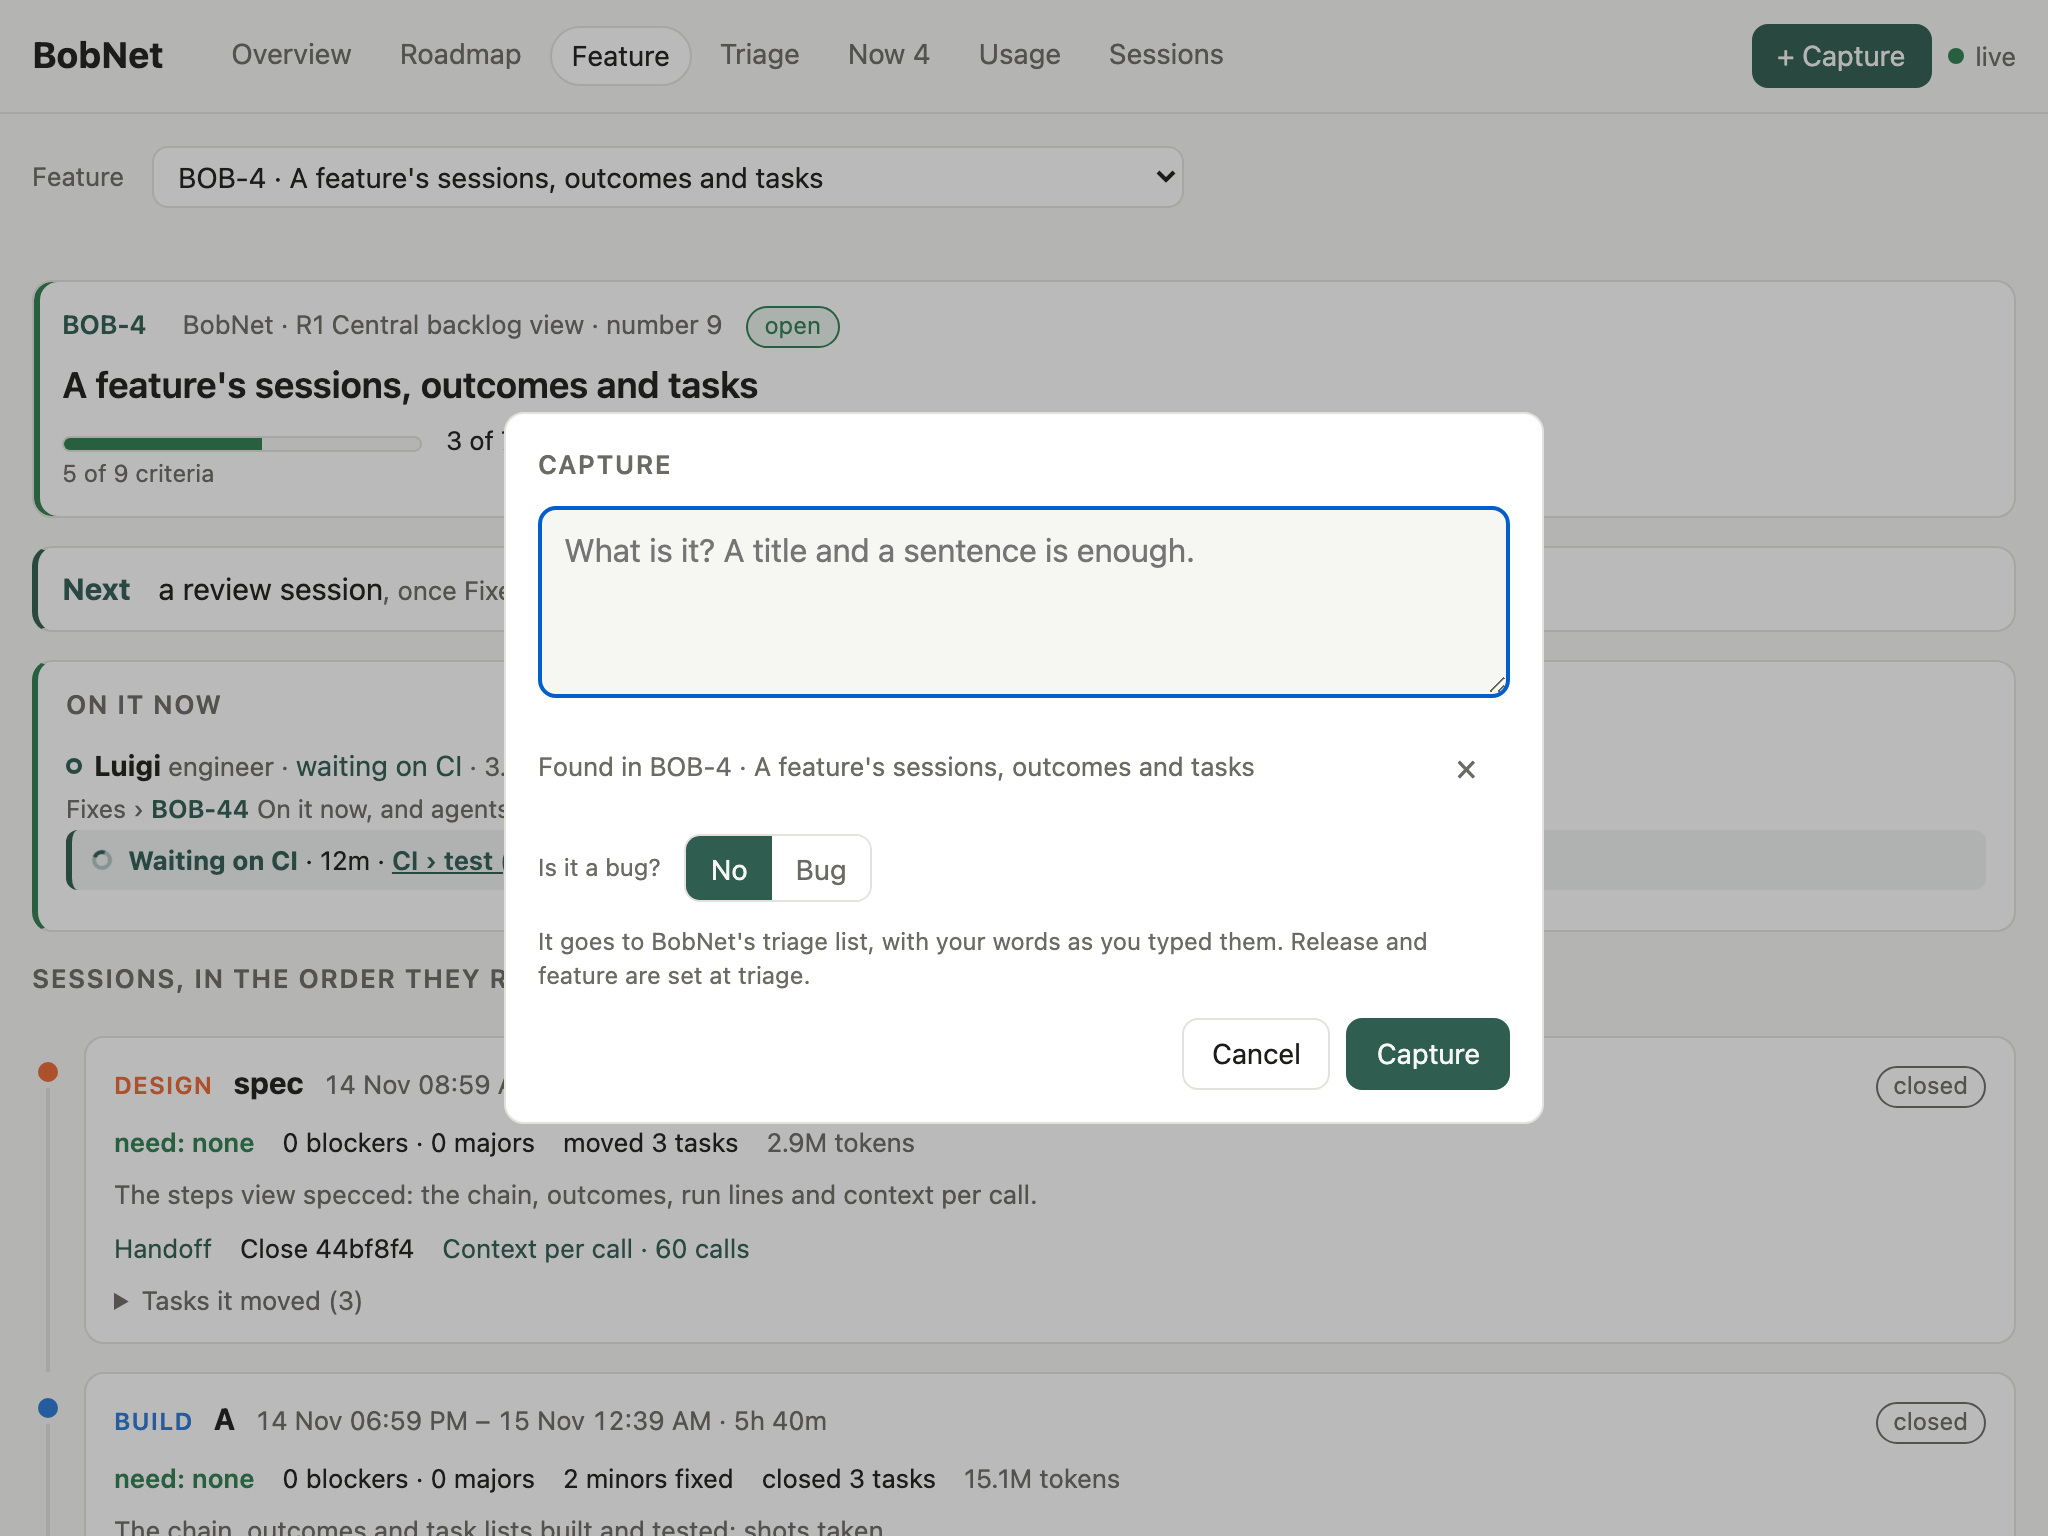 BobNet Overview Roadmap Feature Triage Now 4 Usage Sessions + Capture live
Feature BOB-4 · A feature's sessions, outcomes and tasks
BOB-4 BobNet · R1 Central backlog view · number 9 open
A feature's sessions, outcomes and tasks
3 of
5 of 9 criteria
Next a review session, once
ON IT NOW
Luigi engineer · waiting on CI · 3.
Fixes › BOB-44 On it now, and agents
Waiting on CI · 12m · CI › test
SESSIONS, IN THE ORDER THEY
CAPTURE
What is it? A title and a sentence is enough.
Found in BOB-4 · A feature's sessions, outcomes and tasks ×
Is it a bug? No Bug
It goes to BobNet's triage list, with your words as you typed them. Release and
feature are set at triage.
Cancel Capture
DESIGN spec 14 Nov 08:59 closed
need: none 0 blockers · 0 majors moved 3 tasks 2.9M tokens
The steps view specced: the chain, outcomes, run lines and context per call.
Handoff Close 44bf8f4 Context per call · 60 calls
▶ Tasks it moved (3)
BUILD A 14 Nov 06:59 PM – 15 Nov 12:39 AM · 5h 40m closed
need: none 0 blockers · 0 majors 2 minors fixed closed 3 tasks 15.1M tokens
The chain, outcomes and task lists built and tested; shots taken